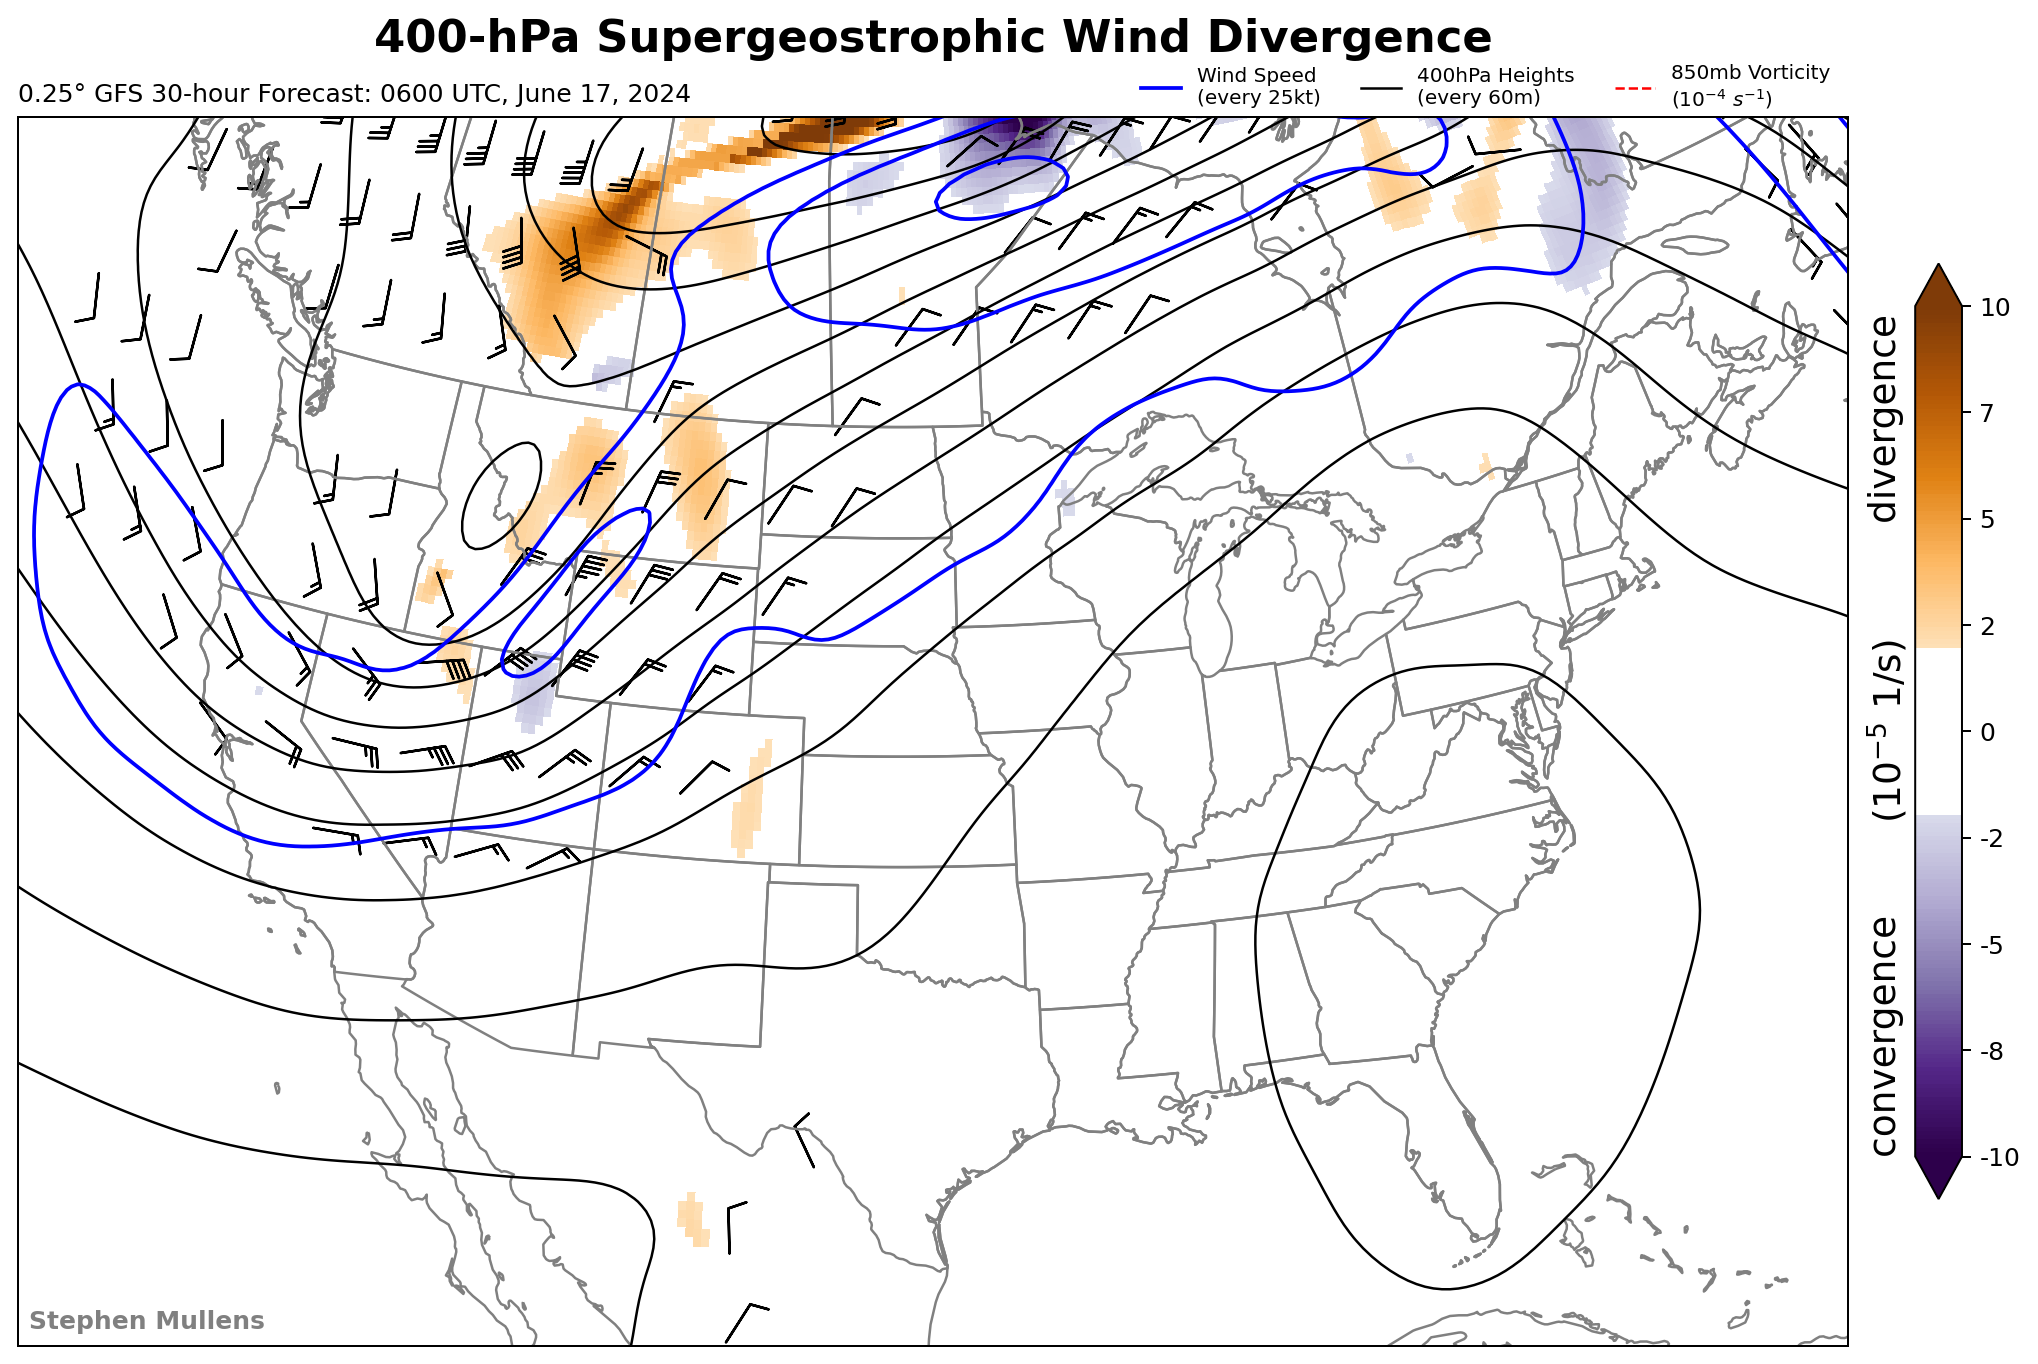 400-hPa Supergeostrophic Wind Divergence
0.25° GFS 30-hour Forecast: 0600 UTC, June 17, 2024
Wind Speed
(every 25kt)
400hPa Heights
(every 60m)
850mb Vorticity
(10⁻⁴ s⁻¹)
10
7
5
2
0
-2
-5
-8
-10
convergence (10⁻⁵ 1/s) divergence
Stephen Mullens